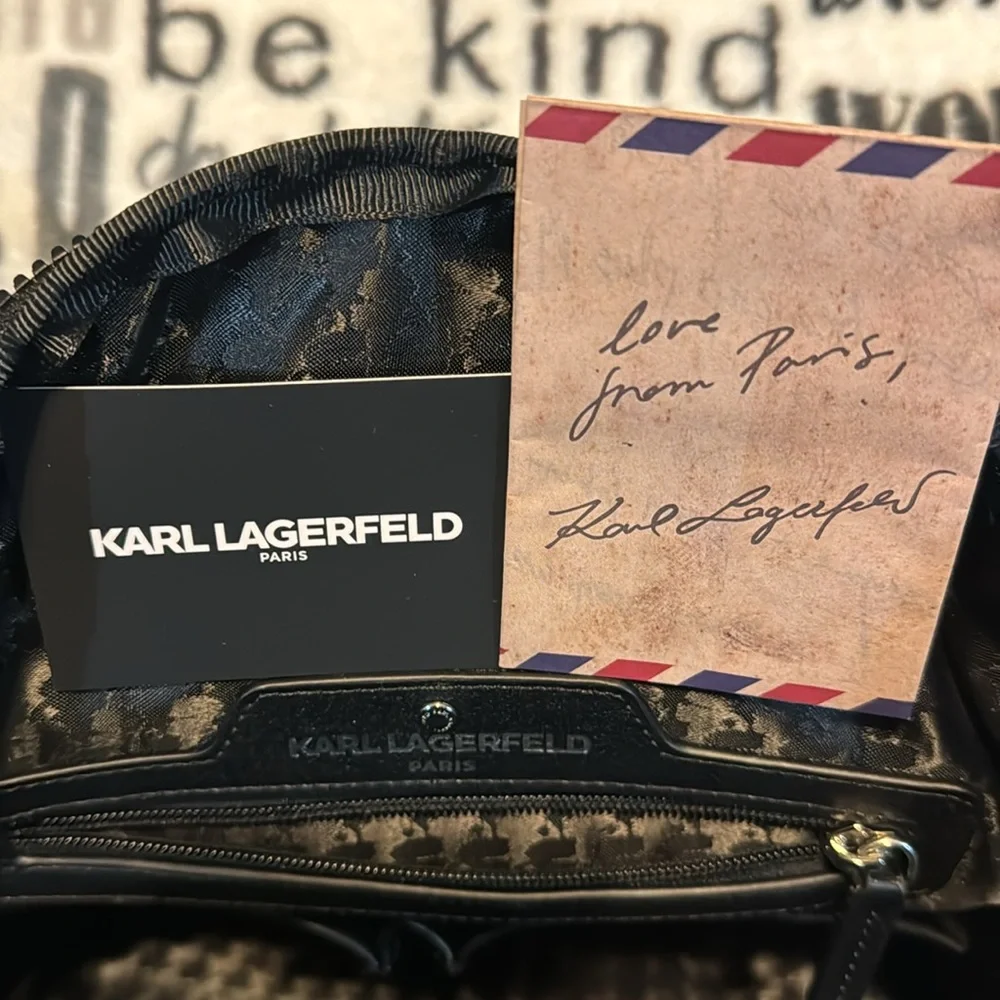 be kind
love
from Paris,
Karl Lagerfeld
KARL LAGERFELD
PARIS
KARL LAGERFELD
PARIS